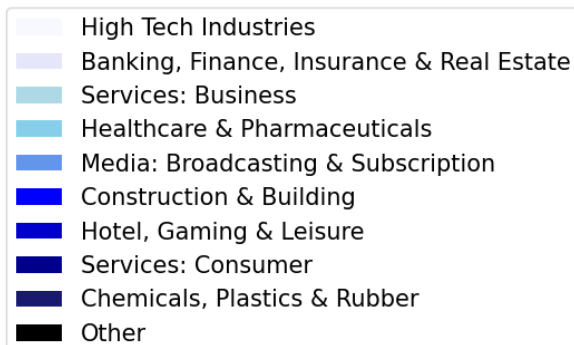 High Tech Industries
Banking, Finance, Insurance & Real Estate
Services: Business
Healthcare & Pharmaceuticals
Media: Broadcasting & Subscription
Construction & Building
Hotel, Gaming & Leisure
Services: Consumer
Chemicals, Plastics & Rubber
Other